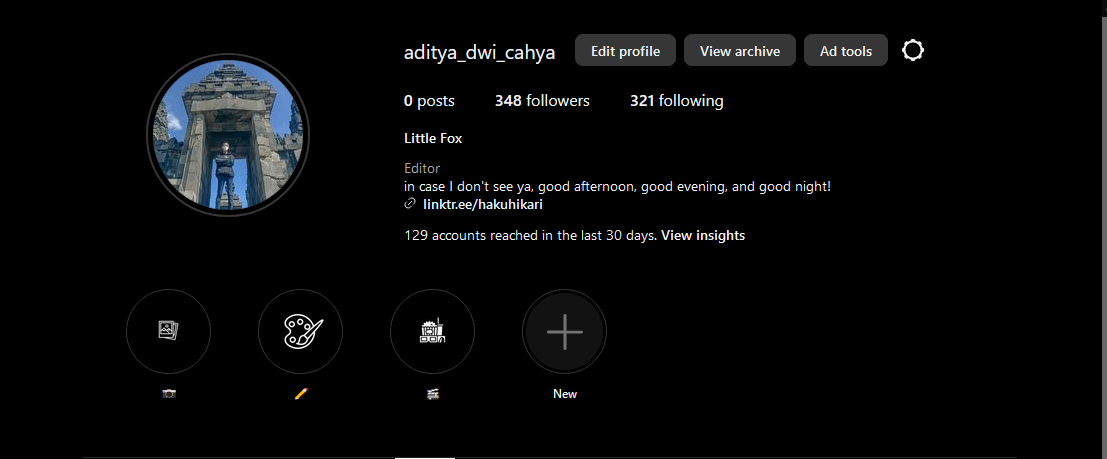 aditya_dwi_cahya Edit profile View archive Ad tools
0 posts 348 followers 321 following
Little Fox
Editor
in case I don't see ya, good afternoon, good evening, and good night!
linktr.ee/hakuhikari
129 accounts reached in the last 30 days. View insights
New